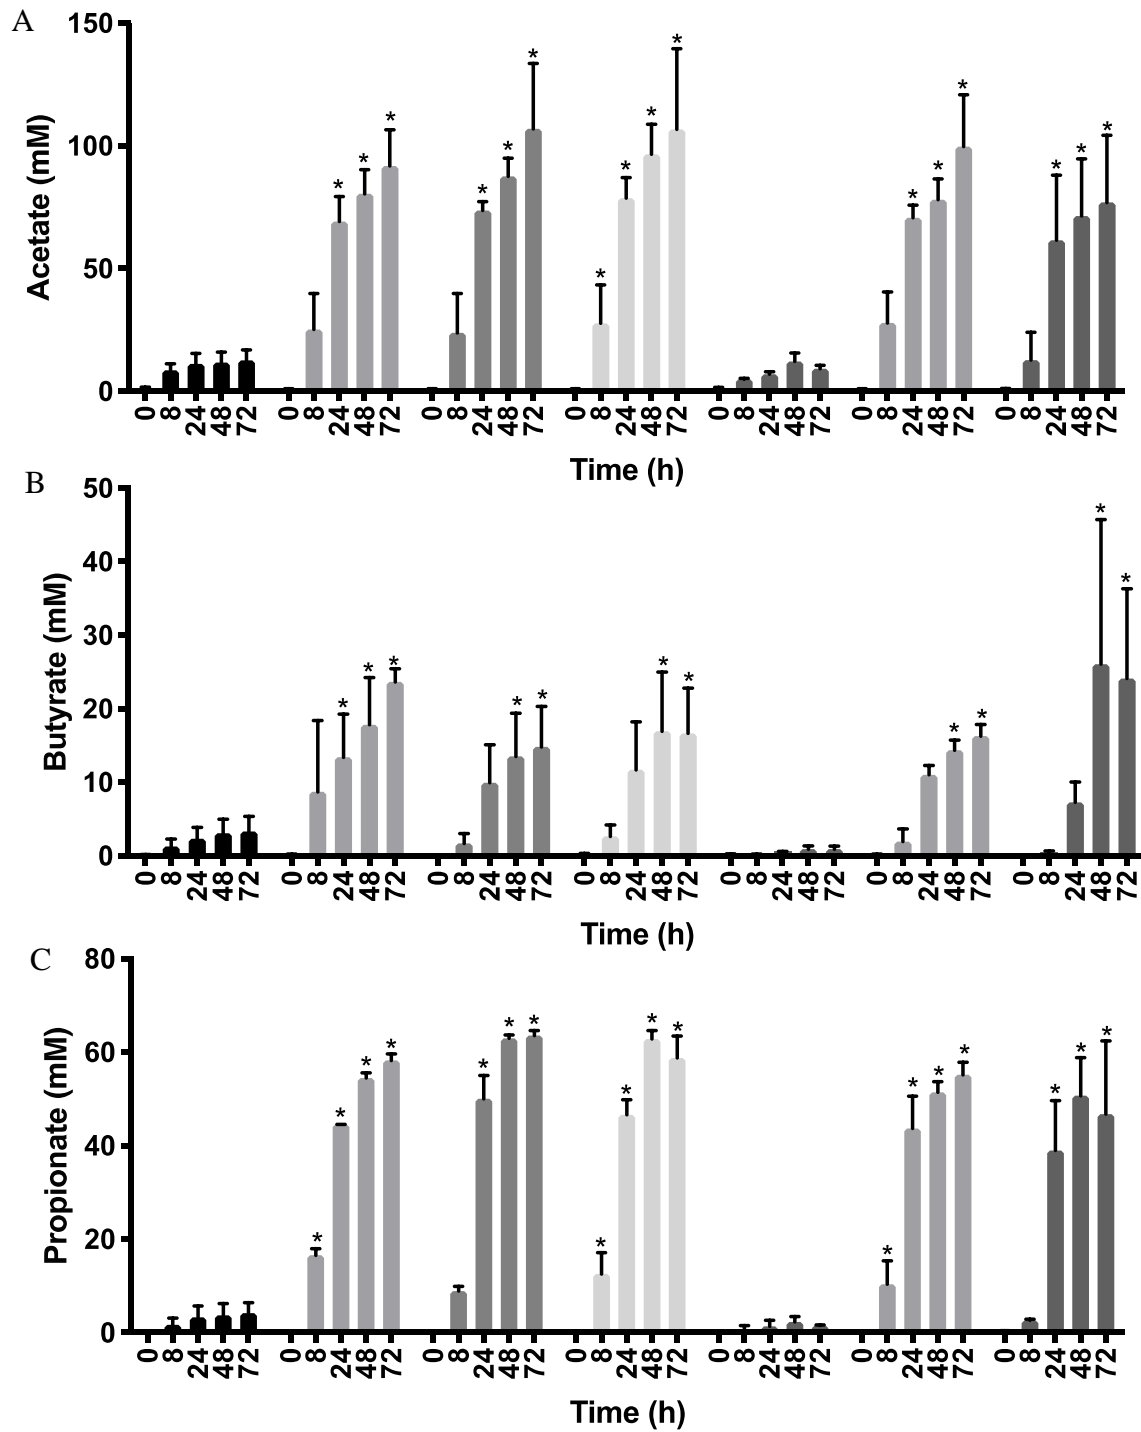 A
150
100
50
0
Acetate (mM)
* * * * * * * * * * * * * * * *
0 8 24 48 72 0 8 24 48 72 0 8 24 48 72 0 8 24 48 72 0 8 24 48 72 0 8 24 48 72 0 8 24 48 72
Time (h)
B
50
40
30
20
10
0
Butyrate (mM)
* * * * * * * * * * *
0 8 24 48 72 0 8 24 48 72 0 8 24 48 72 0 8 24 48 72 0 8 24 48 72 0 8 24 48 72 0 8 24 48 72
Time (h)
C
80
60
40
20
0
Propionate (mM)
* * * * * * * * * * * * * * * * * *
0 8 24 48 72 0 8 24 48 72 0 8 24 48 72 0 8 24 48 72 0 8 24 48 72 0 8 24 48 72 0 8 24 48 72
Time (h)